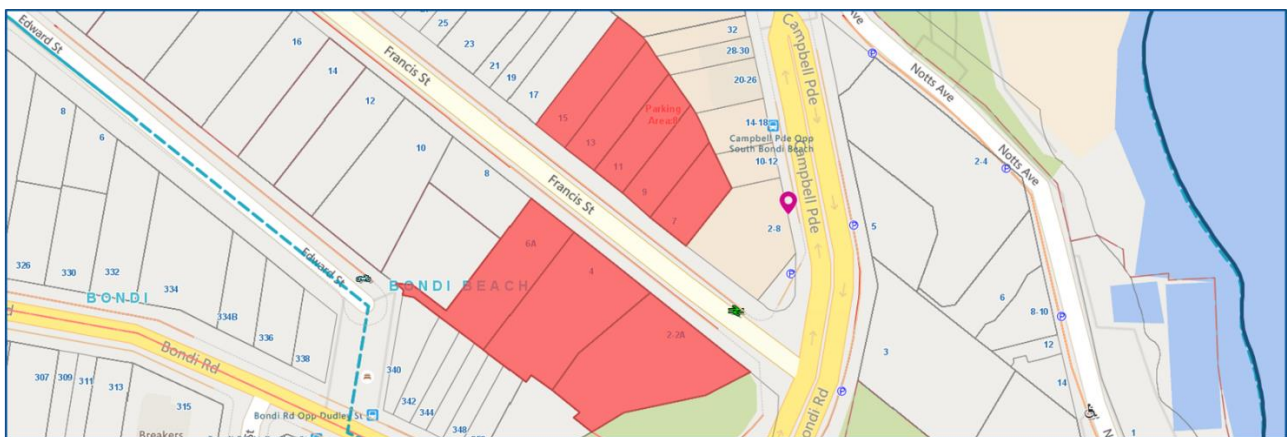 Edward St
16
14
12
10
8
8
6
Francis St
25
23
21
19
17
15
13
11
9
7
Parking
Area:8
32
28-30
20-26
14-18
Campbell Pde Opp
South Bondi Beach
10-12
2-8
Campbell Pde
Campbell Pde
Ave
Notts Ave
Notts Ave
2-4
5
6
8-10
12
14
1
3
N
Francis St
6A
4
2-2A
Edward St
BONDI BEACH
BONDI
326
330
332
334
334B
336
338
340
342
344
348
Bondi Rd
307
309
311
313
315
Breakers
Bondi Rd Opp Dudley St
Bondi Rd